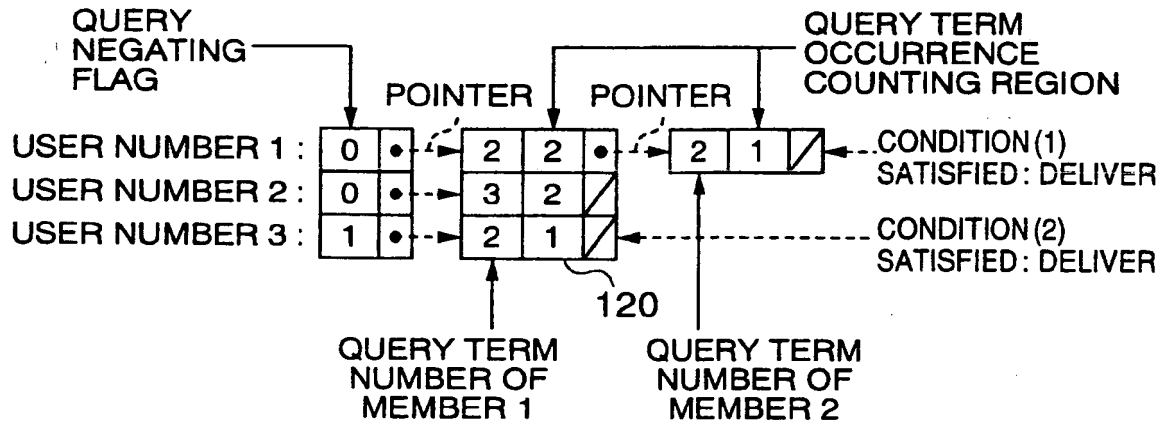 QUERY
NEGATING
FLAG
QUERY TERM
OCCURRENCE
COUNTING REGION
POINTER
POINTER
USER NUMBER 1 : 0 2 2 2 1
CONDITION (1)
SATISFIED : DELIVER
USER NUMBER 2 : 0 3 2
USER NUMBER 3 : 1 2 1
CONDITION (2)
SATISFIED : DELIVER
120
QUERY TERM
NUMBER OF
MEMBER 1
QUERY TERM
NUMBER OF
MEMBER 2